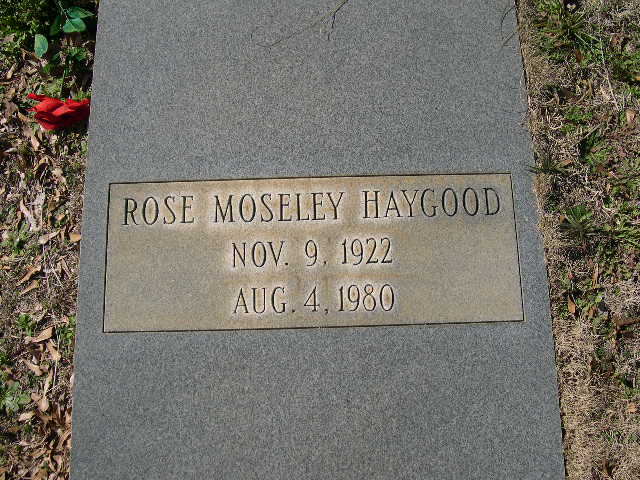 ROSE MOSELEY HAYGOOD
NOV. 9. 1922
AUG. 4, 1980